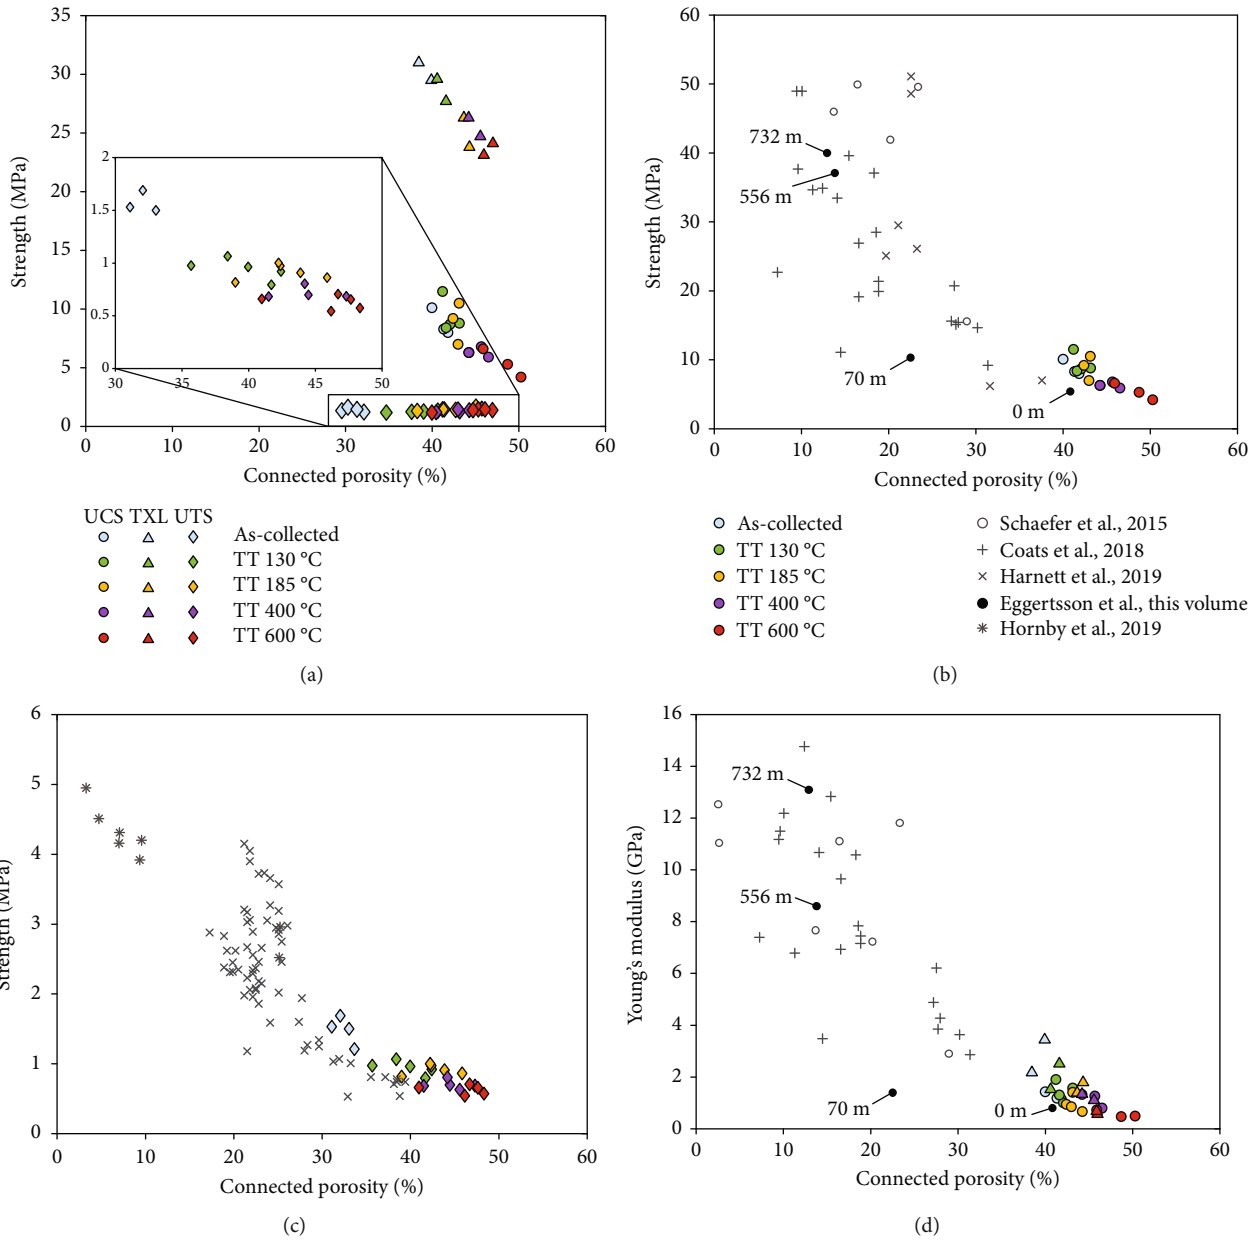 35
30
25
20
15
10
5
0
Strength (MPa)
2
1.5
1
0.5
0
30 35 40 45 50
0 10 20 30 40 50 60
Connected porosity (%)
UCS TXL UTS
As-collected
TT 130 °C
TT 185 °C
TT 400 °C
TT 600 °C
(a)
60
50
40
30
20
10
0
Strength (MPa)
732 m
556 m
70 m
0 m
0 10 20 30 40 50 60
Connected porosity (%)
As-collected
TT 130 °C
TT 185 °C
TT 400 °C
TT 600 °C
Schaefer et al., 2015
Coats et al., 2018
Harnett et al., 2019
Eggertsson et al., this volume
Hornby et al., 2019
(b)
6
5
4
3
2
1
0
Strength (MPa)
0 10 20 30 40 50 60
Connected porosity (%)
(c)
16
14
12
10
8
6
4
2
0
Young's modulus (GPa)
732 m
556 m
70 m
0 m
0 10 20 30 40 50 60
Connected porosity (%)
(d)